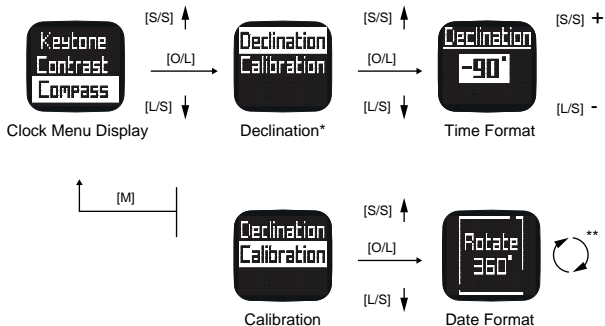 [S/S]
[S/S]
[S/S] +
Keytone
Contrast
Compass
[O/L]
Declination
Calibration
[O/L]
Declination
-90°
[L/S]
[L/S]
[L/S] -
Clock Menu Display
Declination*
Time Format
[M]
[S/S]
Declination
Calibration
[O/L]
Rotate
360°
**
[L/S]
Calibration
Date Format